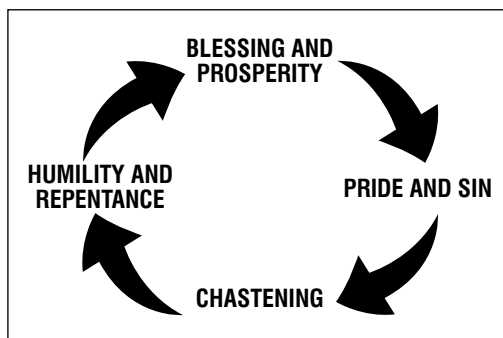 BLESSING AND
PROSPERITY
PRIDE AND SIN
CHASTENING
HUMILITY AND
REPENTANCE